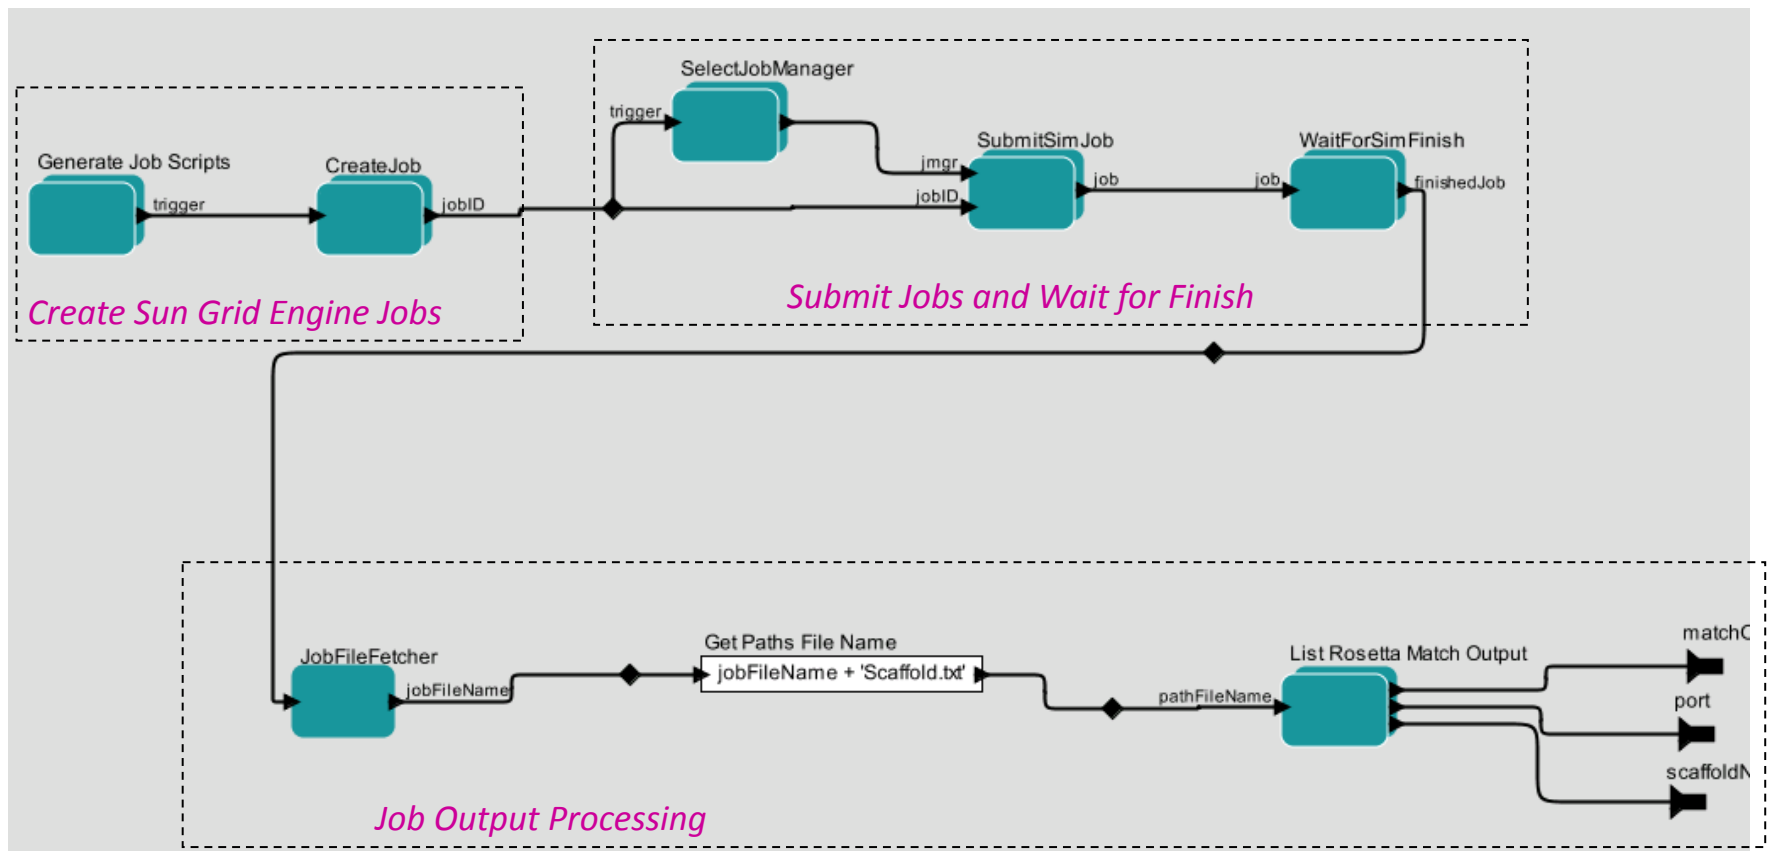 Generate Job Scripts
trigger
CreateJob
jobID
Create Sun Grid Engine Jobs
SelectJobManager
trigger
jmgr
jobID
SubmitSimJob
job
job
WaitForSimFinish
finishedJob
Submit Jobs and Wait for Finish
JobFileFetcher
jobFileName
Get Paths File Name
jobFileName + 'Scaffold.txt'
pathFileName
List Rosetta Match Output
port
Job Output Processing